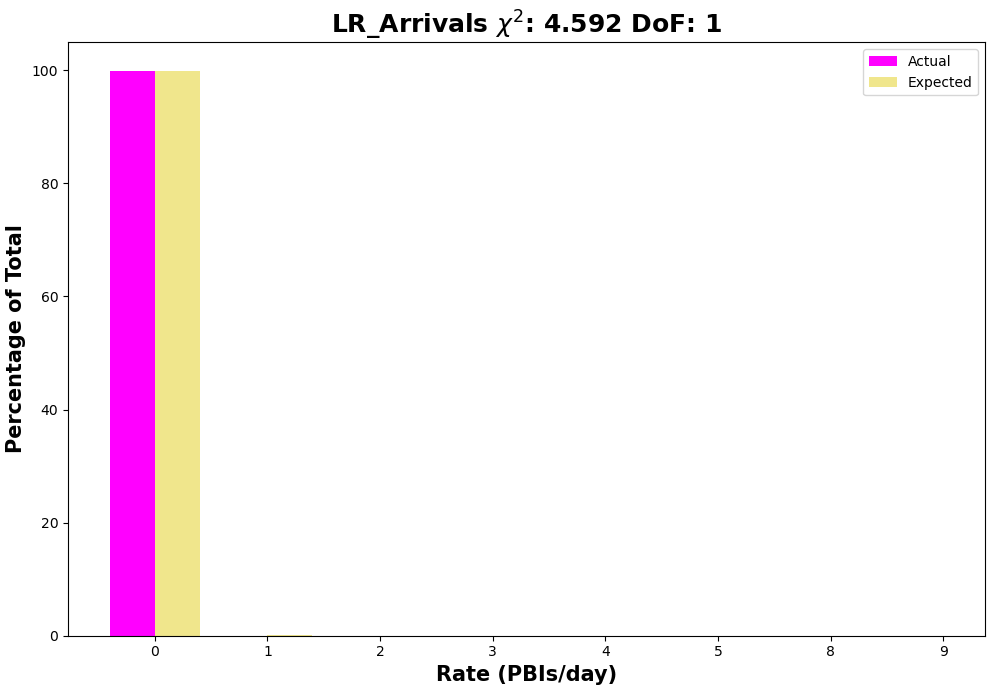 LR_Arrivals χ²: 4.592 DoF: 1
Actual
Expected
Percentage of Total
100
80
60
40
20
0
0 1 2 3 4 5 8 9
Rate (PBIs/day)